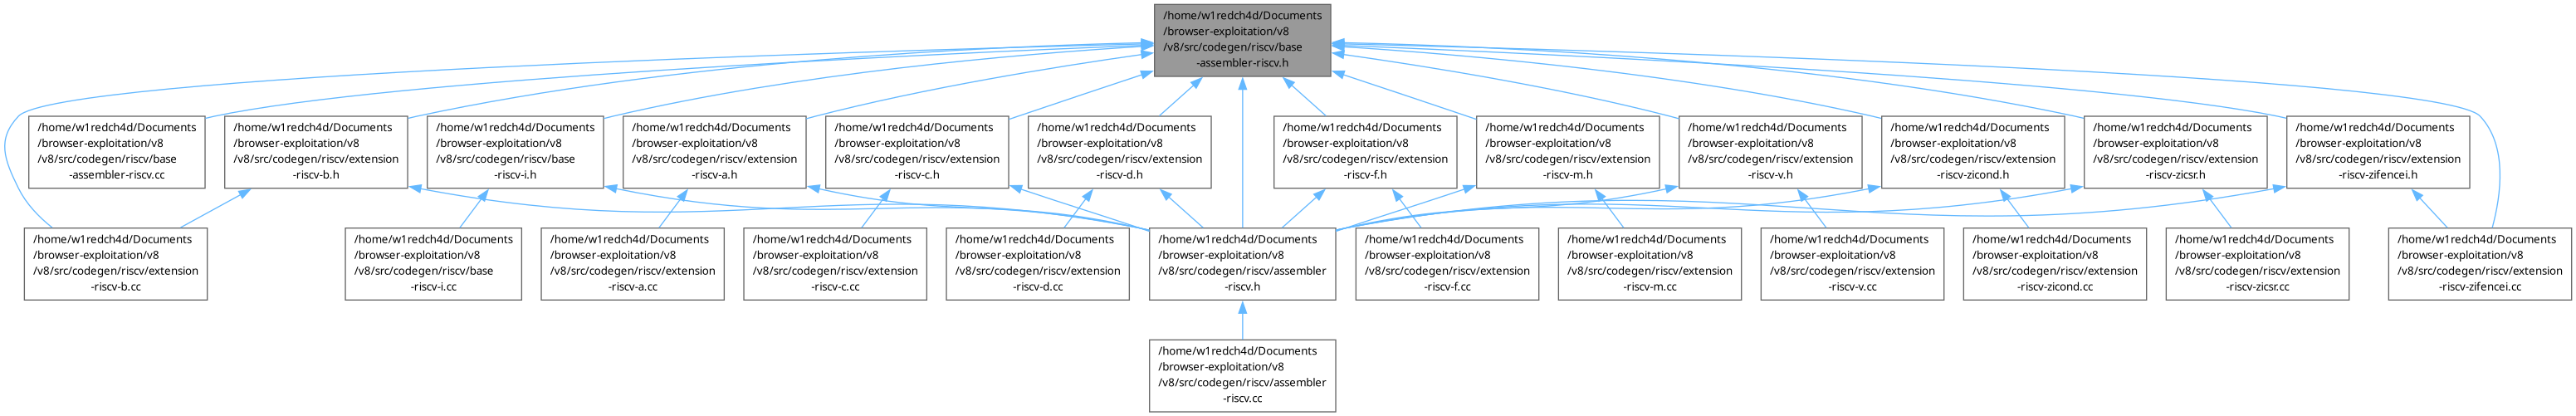 /home/w1redch4d/Documents
/browser-exploitation/v8
/v8/src/codegen/riscv/base
-assembler-riscv.h
/home/w1redch4d/Documents
/browser-exploitation/v8
/v8/src/codegen/riscv/base
-assembler-riscv.cc
/home/w1redch4d/Documents
/browser-exploitation/v8
/v8/src/codegen/riscv/extension
-riscv-b.h
/home/w1redch4d/Documents
/browser-exploitation/v8
/v8/src/codegen/riscv/base
-riscv-i.h
/home/w1redch4d/Documents
/browser-exploitation/v8
/v8/src/codegen/riscv/extension
-riscv-a.h
/home/w1redch4d/Documents
/browser-exploitation/v8
/v8/src/codegen/riscv/extension
-riscv-c.h
/home/w1redch4d/Documents
/browser-exploitation/v8
/v8/src/codegen/riscv/extension
-riscv-d.h
/home/w1redch4d/Documents
/browser-exploitation/v8
/v8/src/codegen/riscv/extension
-riscv-f.h
/home/w1redch4d/Documents
/browser-exploitation/v8
/v8/src/codegen/riscv/extension
-riscv-m.h
/home/w1redch4d/Documents
/browser-exploitation/v8
/v8/src/codegen/riscv/extension
-riscv-v.h
/home/w1redch4d/Documents
/browser-exploitation/v8
/v8/src/codegen/riscv/extension
-riscv-zicond.h
/home/w1redch4d/Documents
/browser-exploitation/v8
/v8/src/codegen/riscv/extension
-riscv-zicsr.h
/home/w1redch4d/Documents
/browser-exploitation/v8
/v8/src/codegen/riscv/extension
-riscv-zifencei.h
/home/w1redch4d/Documents
/browser-exploitation/v8
/v8/src/codegen/riscv/extension
-riscv-b.cc
/home/w1redch4d/Documents
/browser-exploitation/v8
/v8/src/codegen/riscv/base
-riscv-i.cc
/home/w1redch4d/Documents
/browser-exploitation/v8
/v8/src/codegen/riscv/extension
-riscv-a.cc
/home/w1redch4d/Documents
/browser-exploitation/v8
/v8/src/codegen/riscv/extension
-riscv-c.cc
/home/w1redch4d/Documents
/browser-exploitation/v8
/v8/src/codegen/riscv/extension
-riscv-d.cc
/home/w1redch4d/Documents
/browser-exploitation/v8
/v8/src/codegen/riscv/assembler
-riscv.h
/home/w1redch4d/Documents
/browser-exploitation/v8
/v8/src/codegen/riscv/extension
-riscv-f.cc
/home/w1redch4d/Documents
/browser-exploitation/v8
/v8/src/codegen/riscv/extension
-riscv-m.cc
/home/w1redch4d/Documents
/browser-exploitation/v8
/v8/src/codegen/riscv/extension
-riscv-v.cc
/home/w1redch4d/Documents
/browser-exploitation/v8
/v8/src/codegen/riscv/extension
-riscv-zicond.cc
/home/w1redch4d/Documents
/browser-exploitation/v8
/v8/src/codegen/riscv/extension
-riscv-zicsr.cc
/home/w1redch4d/Documents
/browser-exploitation/v8
/v8/src/codegen/riscv/extension
-riscv-zifencei.cc
/home/w1redch4d/Documents
/browser-exploitation/v8
/v8/src/codegen/riscv/assembler
-riscv.cc